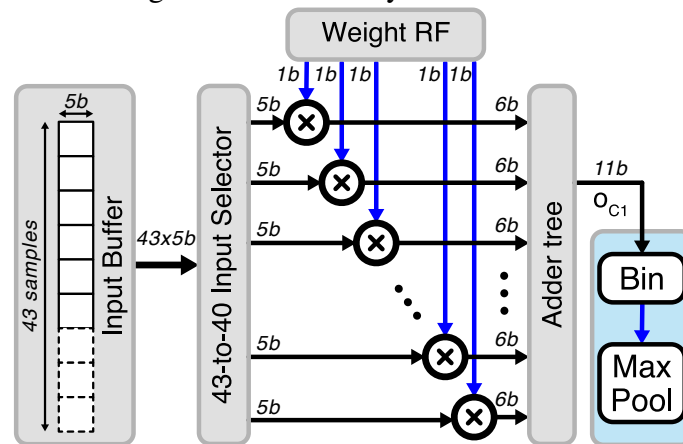 Weight RF
1b 1b 1b 1b 1b
5b
43 samples
Input Buffer
43x5b
43-to-40 Input Selector
5b
5b
5b
5b
5b
6b
6b
6b
6b
6b
Adder tree
11b
oC1
Bin
Max
Pool